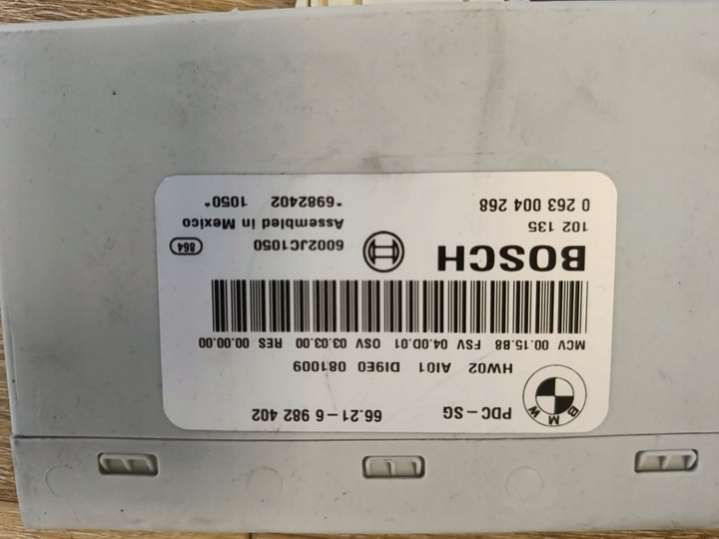 BMW
PDC-SG 66.21-6 982 402
HW02 AI01 DI9E0 081009
MCV 00.15.88 FSV 04.0D.01 OSV 03.03.00 RES 00.00.00
BOSCH
6002JC1050 864
102 135
Assembled in Mexico
0 263 004 268
*6982402 1050*